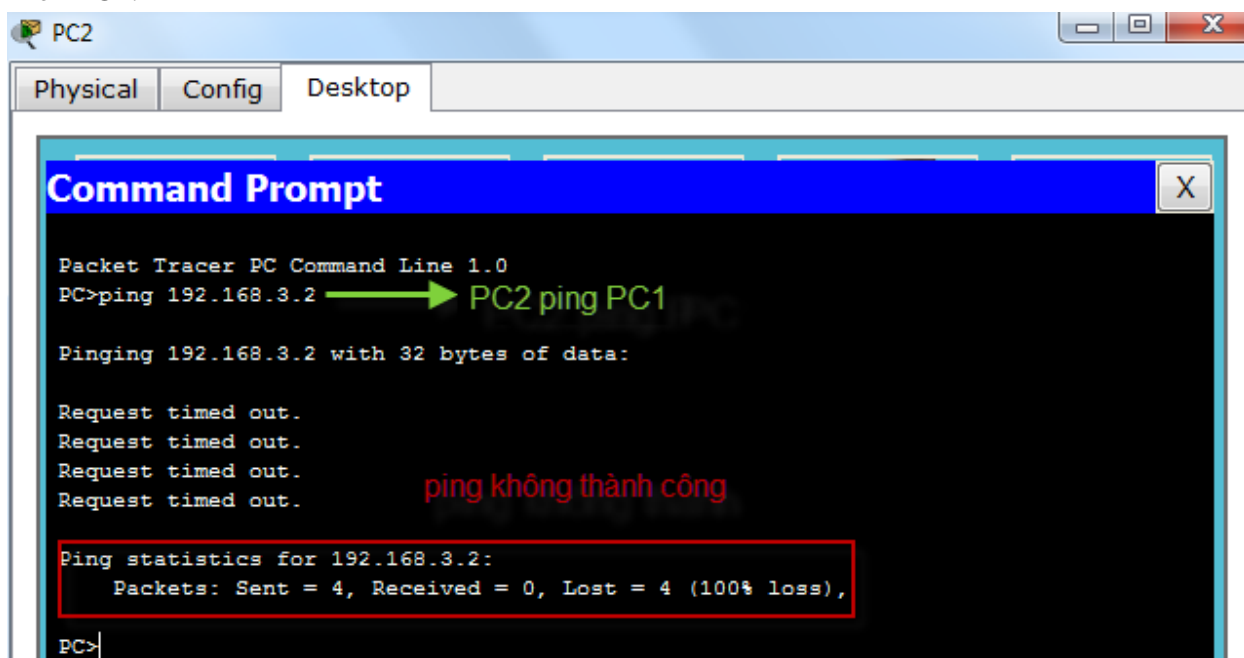 PC2
Physical Config Desktop
Command Prompt
X
Packet Tracer PC Command Line 1.0
PC>ping 192.168.3.2 PC2 ping PC1
Pinging 192.168.3.2 with 32 bytes of data:
Request timed out.
Request timed out.
Request timed out.
Request timed out.
ping không thành công
Ping statistics for 192.168.3.2:
Packets: Sent = 4, Received = 0, Lost = 4 (100% loss),
PC>